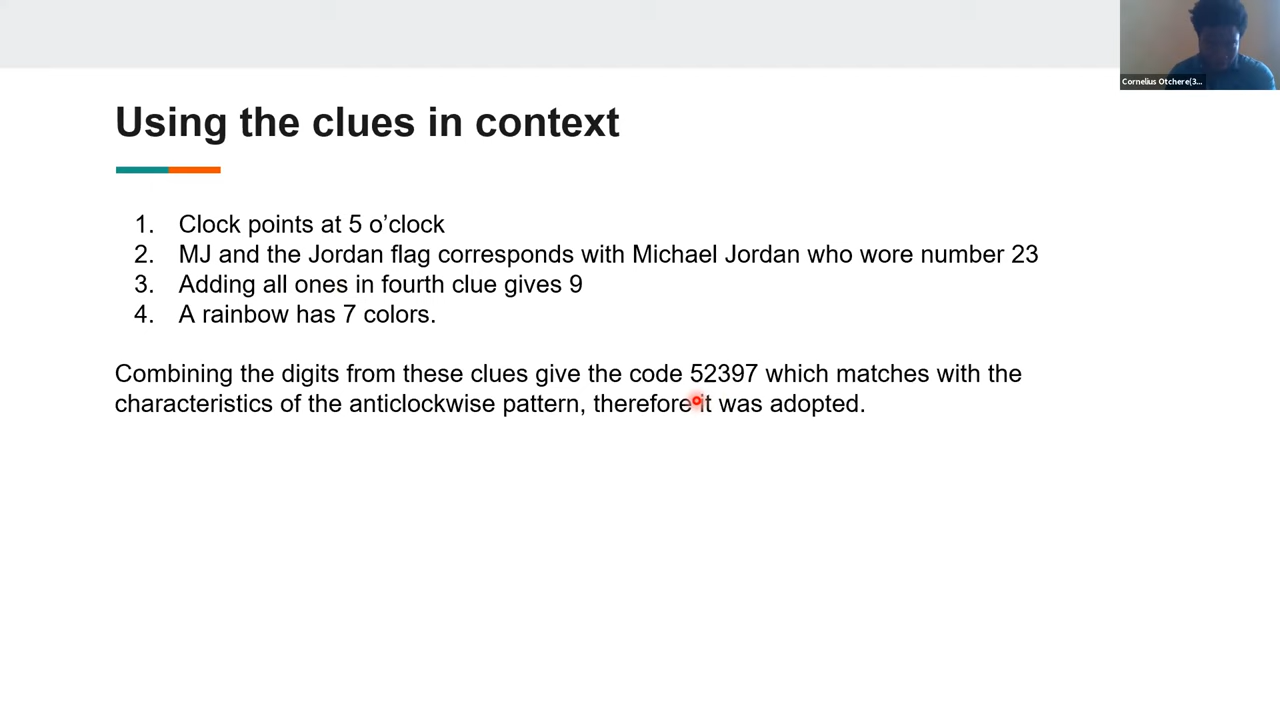 Cornelius Otchere(3...
Using the clues in context
1. Clock points at 5 o’clock
2. MJ and the Jordan flag corresponds with Michael Jordan who wore number 23
3. Adding all ones in fourth clue gives 9
4. A rainbow has 7 colors.
Combining the digits from these clues give the code 52397 which matches with the
characteristics of the anticlockwise pattern, therefore it was adopted.